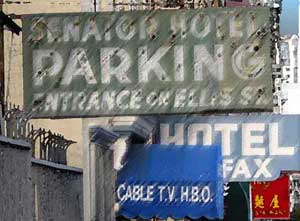 SENATOR HOTEL
PARKING
ENTRANCE ON ELLIS ST.
HOTEL
FAX
CABLE T.V. H.B.O.